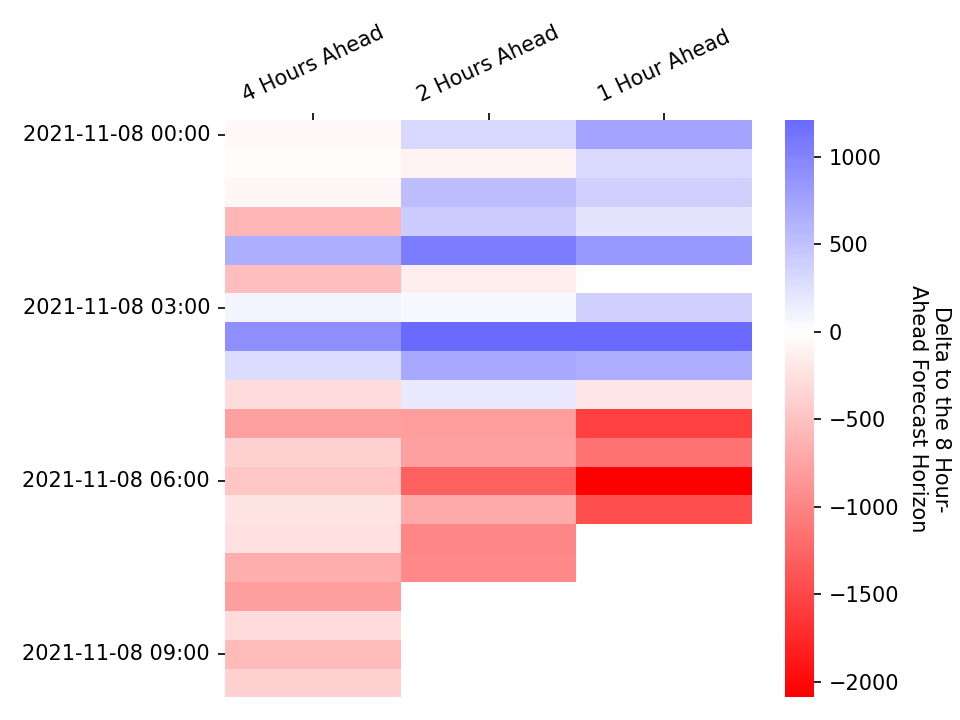 4 Hours Ahead
2 Hours Ahead
1 Hour Ahead
2021-11-08 00:00
2021-11-08 03:00
2021-11-08 06:00
2021-11-08 09:00
1000
500
0
−500
−1000
−1500
−2000
Delta to the 8 Hour-
Ahead Forecast Horizon